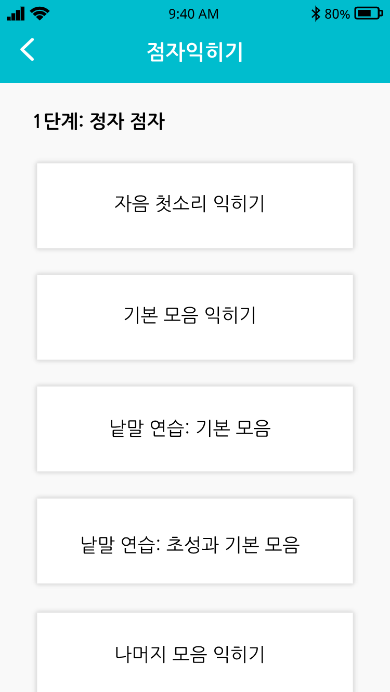 9:40 AM
80%
점자익히기
1단계: 정자 점자
자음 첫소리 익히기
기본 모음 익히기
낱말 연습: 기본 모음
낱말 연습: 초성과 기본 모음
나머지 모음 익히기